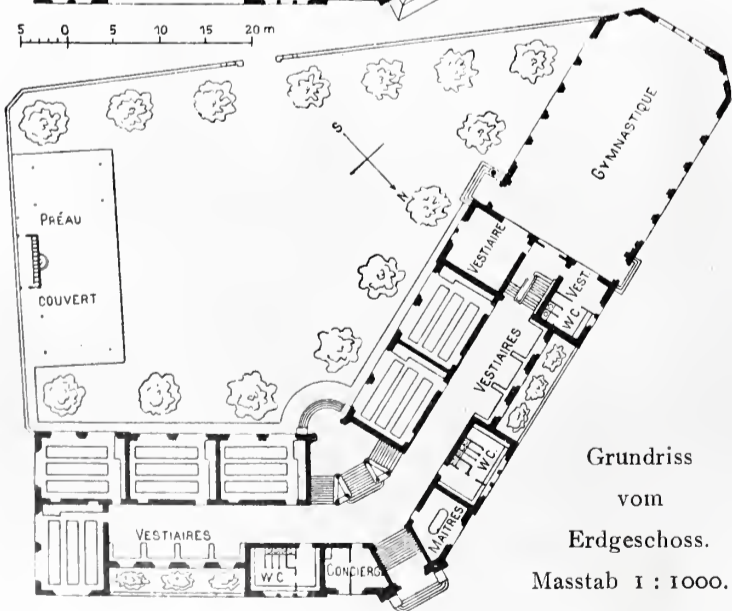 5 0 5 10 15 20 m
GYMNASTIQUE
S
N
PRÉAU
COUVERT
VESTIAIRE
VEST.
W.C.
VESTIAIRES
W.C.
MAITRES
VESTIAIRES
W.C.
CONCIERG
Grundriss
vom
Erdgeschoss.
Masstab 1 : 1000.